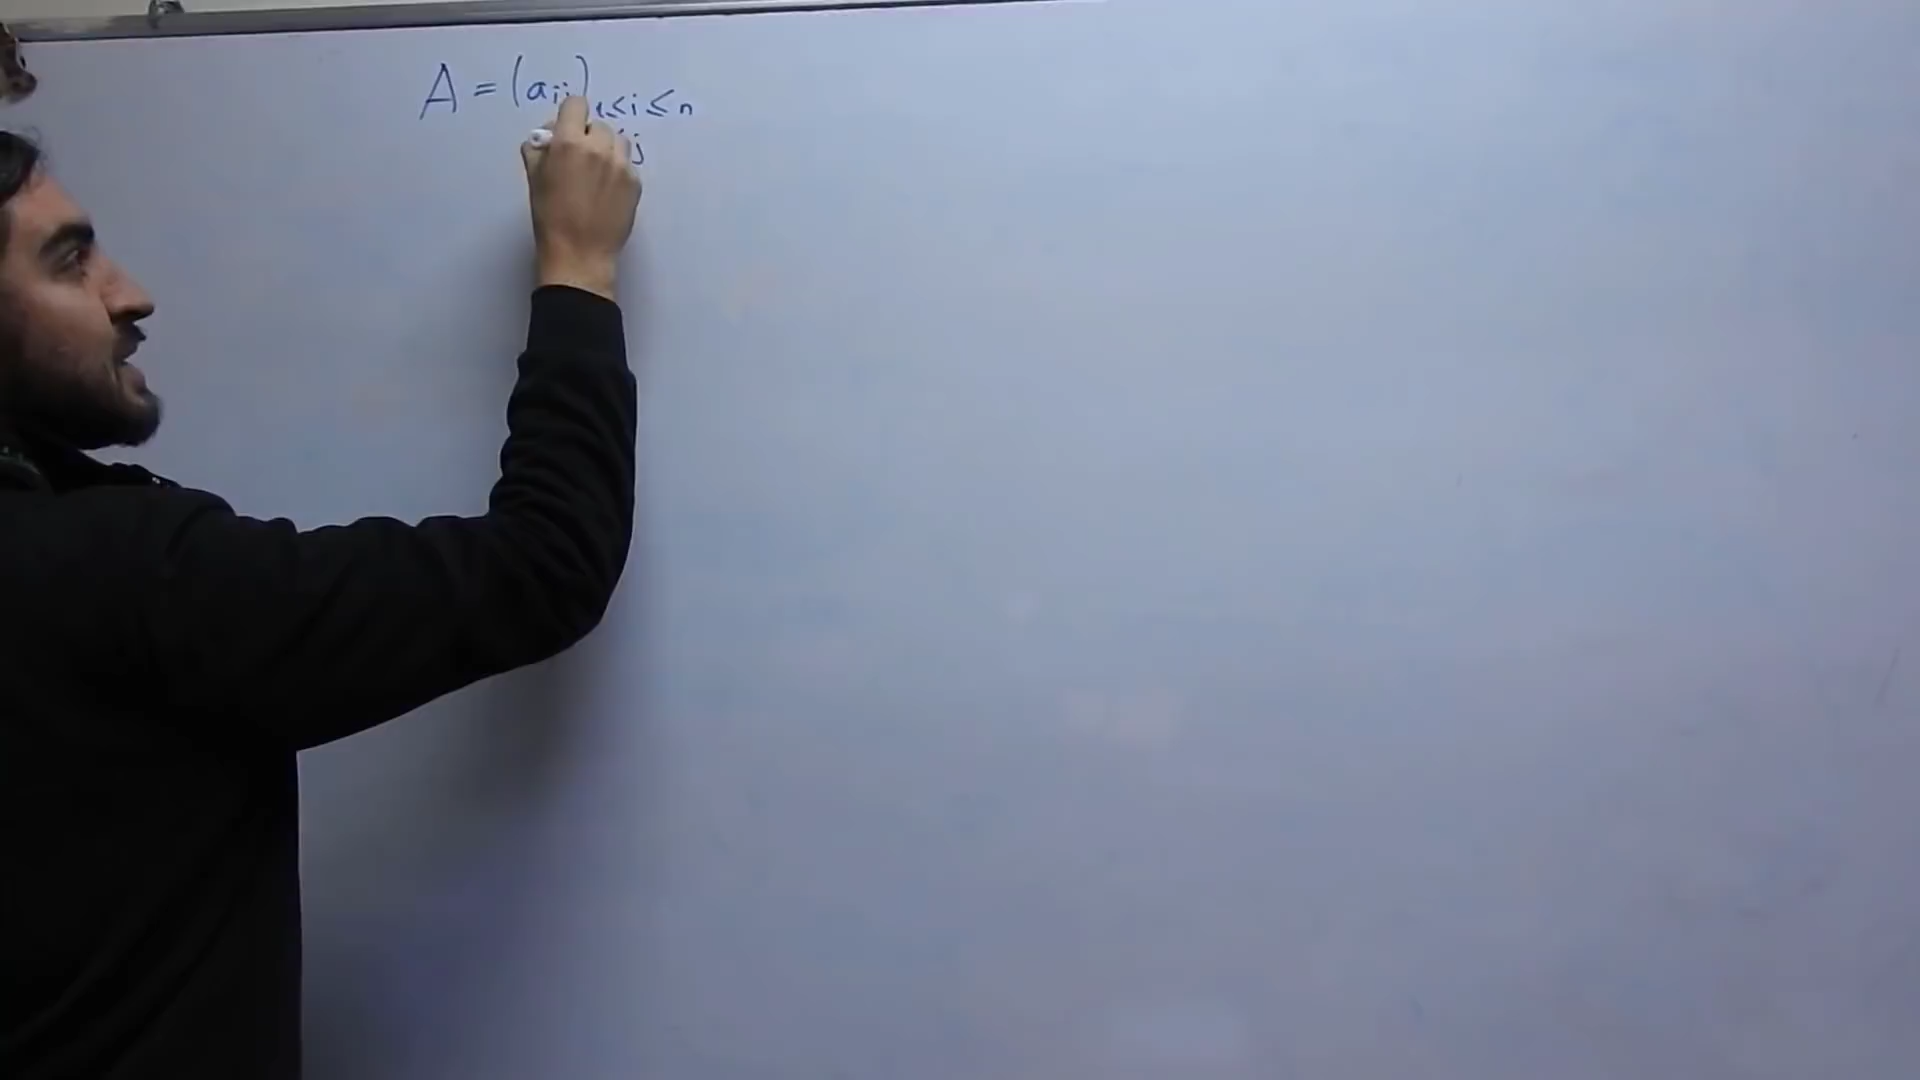 A = (aij) 1≤i≤n
≤j